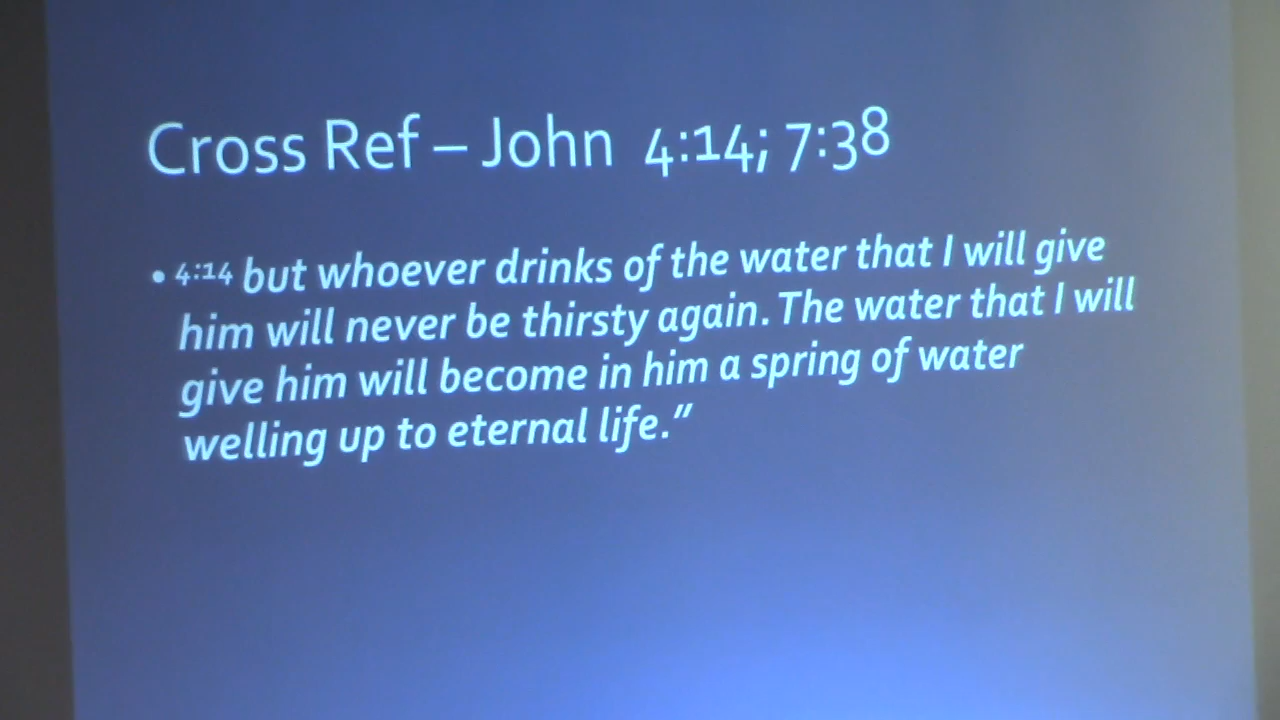 Cross Ref – John 4:14; 7:38
• 4:14 but whoever drinks of the water that I will give
him will never be thirsty again. The water that I will
give him will become in him a spring of water
welling up to eternal life.”